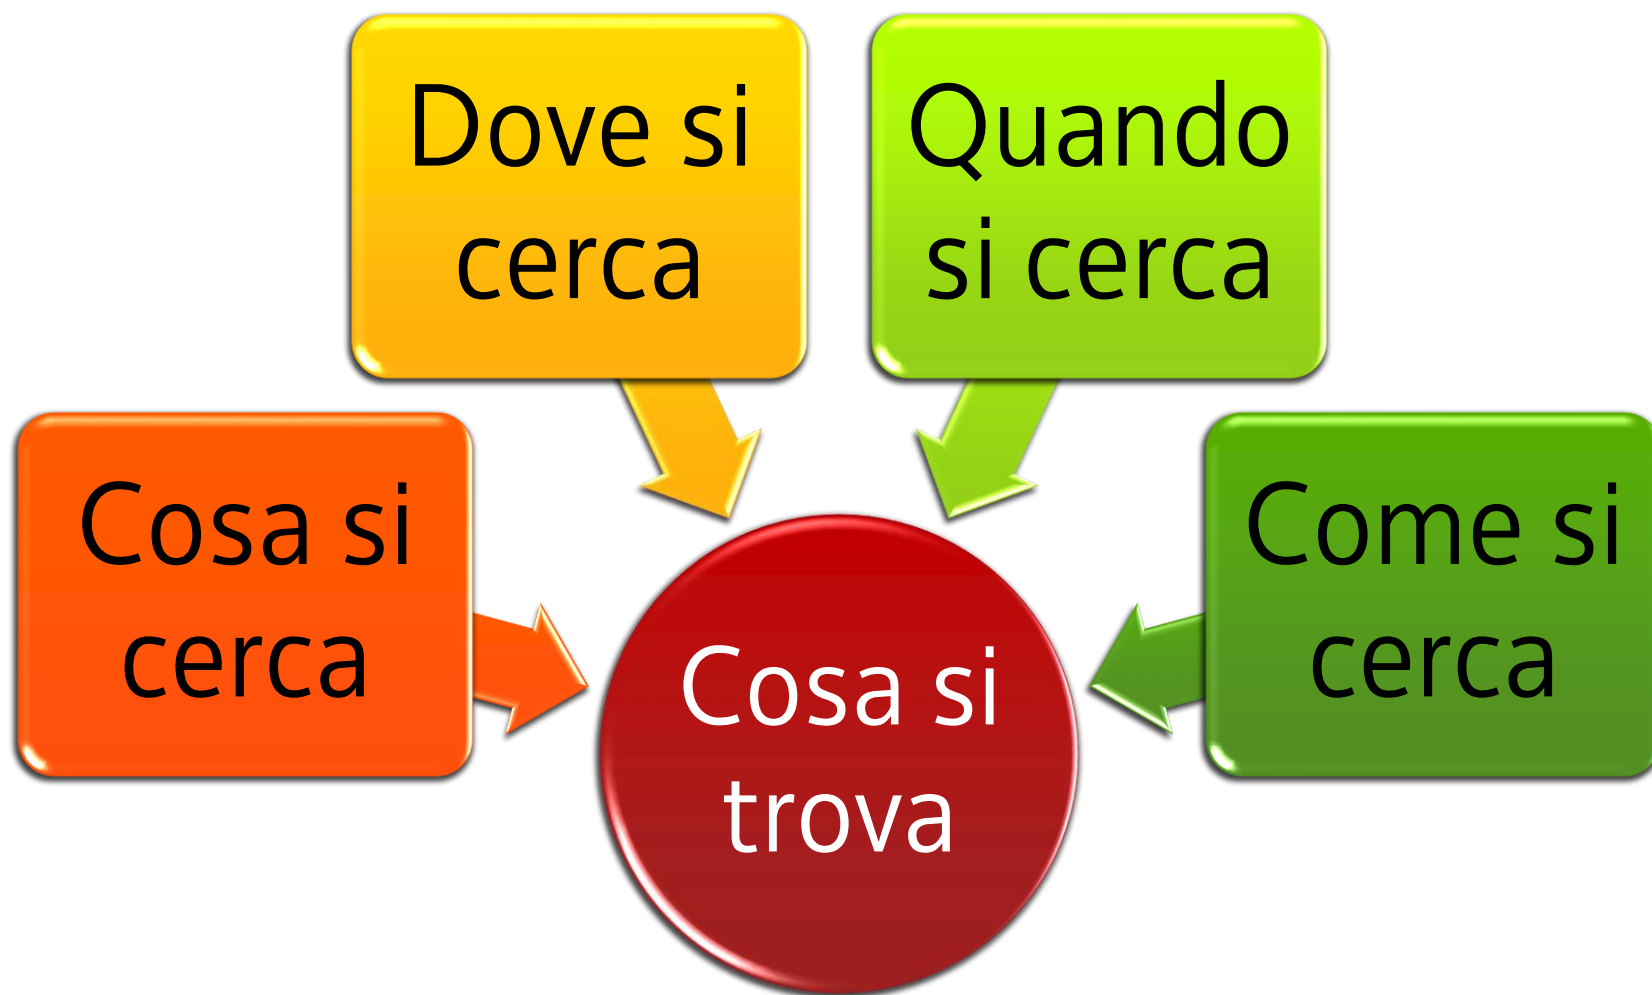 Dove si
cerca
Quando
si cerca
Cosa si
cerca
Come si
cerca
Cosa si
trova